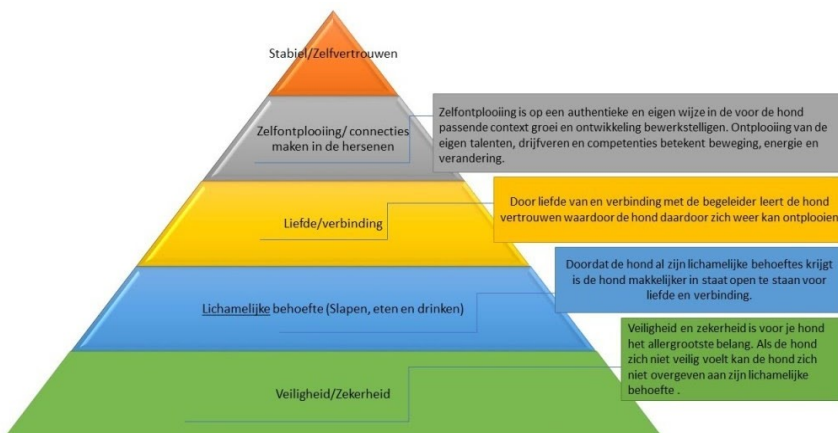 Stabiel/Zelfvertrouwen
Zelfontplooiing/ connecties
maken in de hersenen
Zelfontplooiing is op een authentieke en eigen wijze in de voor de hond
passende context groei en ontwikkeling bewerkstelligen. Ontplooiing van de
eigen talenten, drijfveren en competenties betekent beweging, energie en
verandering.
Liefde/verbinding
Door liefde van en verbinding met de begeleider leert de hond
vertrouwen waardoor de hond daardoor zich weer kan ontplooien
Lichamelijke behoefte (Slapen, eten en drinken)
Doordat de hond al zijn lichamelijke behoeftes krijgt
is de hond makkelijker in staat open te staan voor
liefde en verbinding.
Veiligheid/Zekerheid
Veiligheid en zekerheid is voor je hond
het allergrootste belang. Als de hond
zich niet veilig voelt kan de hond zich
niet overgeven aan zijn lichamelijke
behoefte .